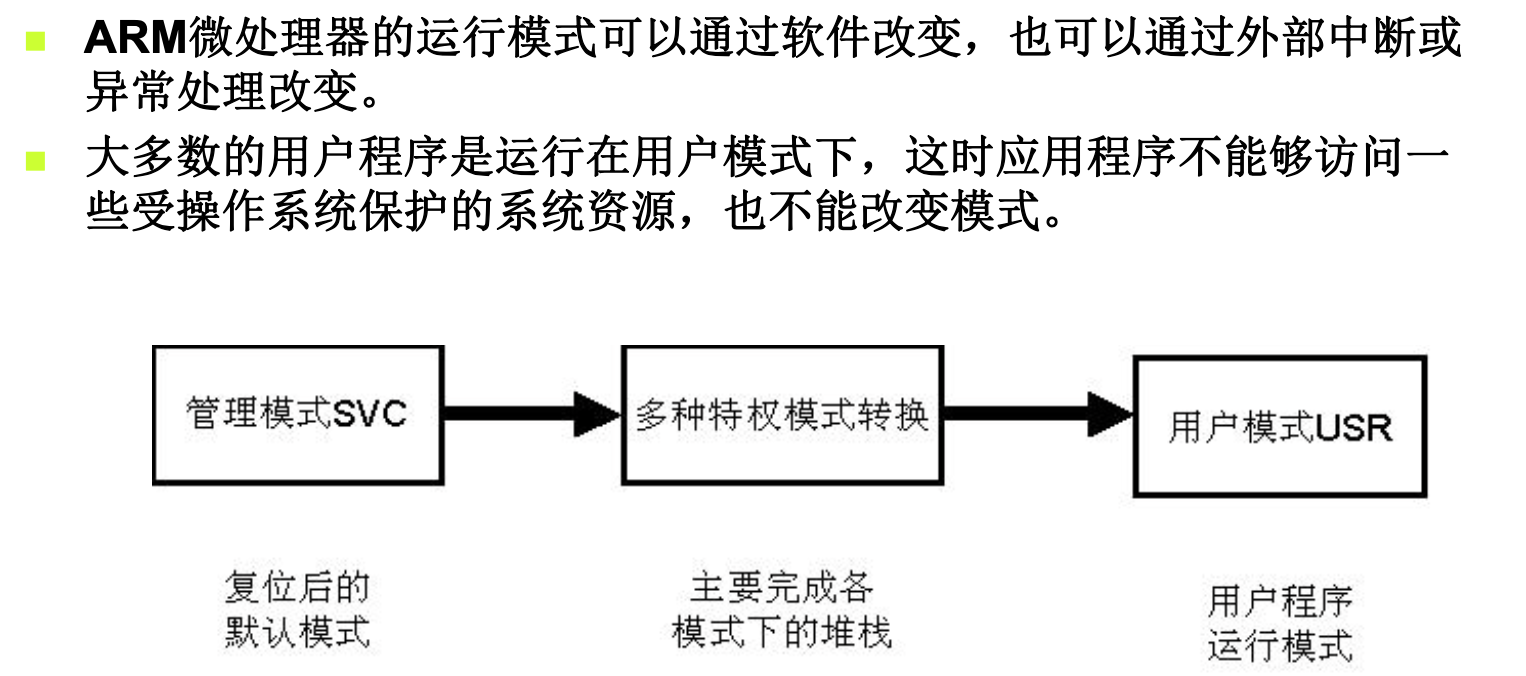 ARM微处理器的运行模式可以通过软件改变，也可以通过外部中断或
异常处理改变。
大多数的用户程序是运行在用户模式下，这时应用程序不能够访问一
些受操作系统保护的系统资源，也不能改变模式。
管理模式SVC
多种特权模式转换
用户模式USR
复位后的
默认模式
主要完成各
模式下的堆栈
用户程序
运行模式